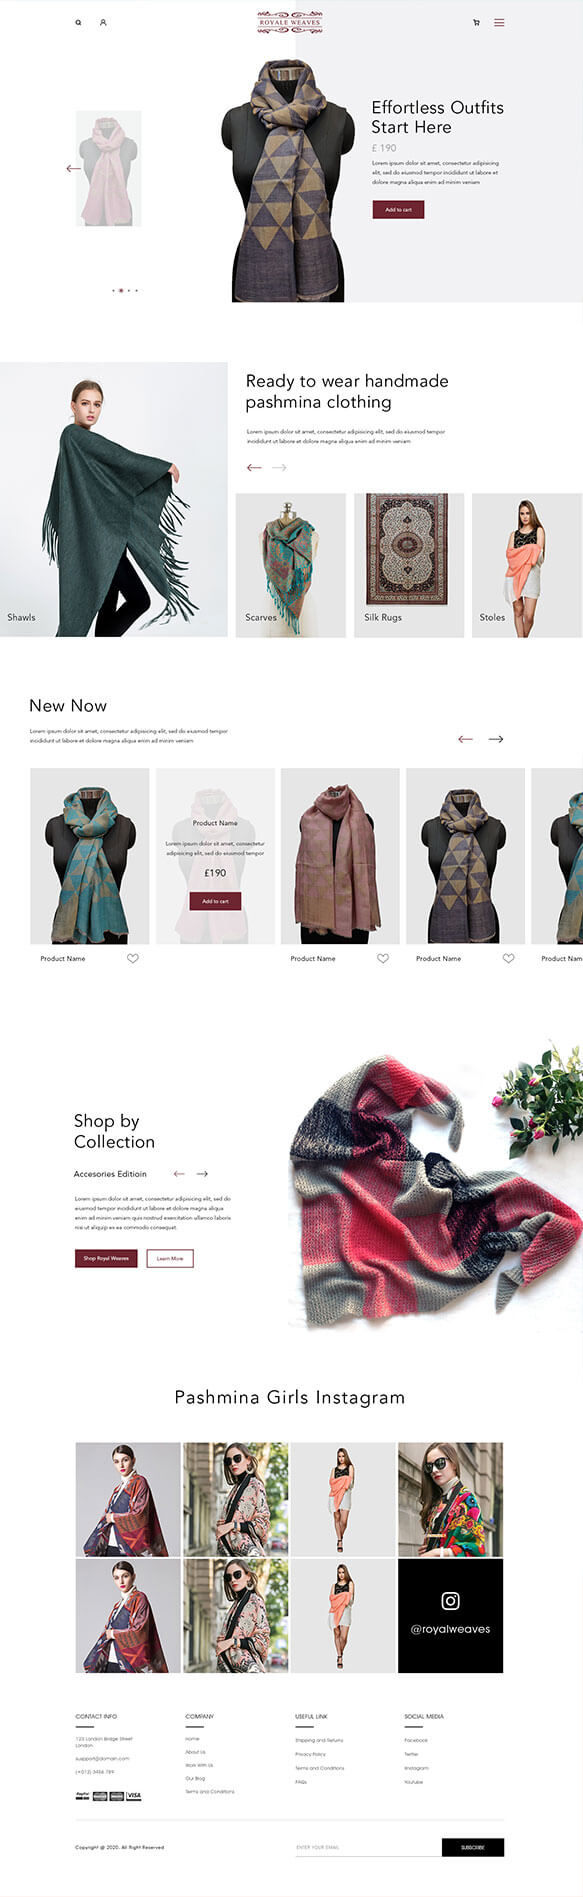 ROYALE WEAVES
Effortless Outfits
Start Here
£ 190
Lorem ipsum dolor sit amet, consectetur adipisicing
elit, sed do eiusmod tempor incididunt ut labore et
dolore magna aliqua enim ad minim veniam
Add to cart
Ready to wear handmade
pashmina clothing
Lorem ipsum dolor sit amet, consectetur adipisicing elit, sed do eiusmod tempor
incididunt ut labore et dolore magna aliqua enim ad minim veniam
Shawls
Scarves
Silk Rugs
Stoles
New Now
Lorem ipsum dolor sit amet, consectetur adipisicing elit, sed do eiusmod tempor
incididunt ut labore et dolore magna aliqua enim ad minim veniam
Product Name
Lorem ipsum dolor sit amet, consectetur
adipisicing elit, sed do eiusmod tempor
£190
Add to cart
Product Name
Product Name
Product Name
Product Nam
Shop by
Collection
Accesories Editioin
Lorem ipsum dolor sit amet, consectetur adipisicing elit, sed
do eiusmod tempor incididunt ut labore et dolore magna aliqua
enim ad minim veniam quis nostrud exercition ullamco laboris
nisi ut aliquip ex ea commodo consequat.
Shop Royal Weaves
Learn More
Pashmina Girls Instagram
@royalweaves
CONTACT INFO
123 London Bridge Street
London
suspport@domain.com
(+013) 3456 789
PayPal
VISA
COMPANY
Home
About Us
Work With Us
Our Blog
Terms and Conditions
USEFUL LINK
Shipping and Returns
Privacy Policy
Terms and Conditions
FAQs
SOCIAL MEDIA
Facebook
Twitter
Instagram
Youtube
Copyright @ 2020. All Right Reserved
ENTER YOUR EMAIL
SUBSCRIBE